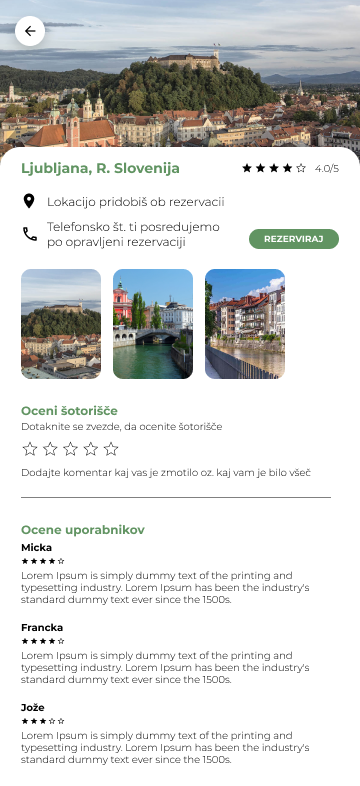 Ljubljana, R. Slovenija
4.0/5
Lokacijo pridobiš ob rezervacii
Telefonsko št. ti posredujemo
po opravljeni rezervaciji
REZERVIRAJ
Oceni šotorišče
Dotaknite se zvezde, da ocenite šotorišče
Dodajte komentar kaj vas je zmotilo oz. kaj vam je bilo všeč
Ocene uporabnikov
Micka
Lorem Ipsum is simply dummy text of the printing and
typesetting industry. Lorem Ipsum has been the industry's
standard dummy text ever since the 1500s.
Francka
Lorem Ipsum is simply dummy text of the printing and
typesetting industry. Lorem Ipsum has been the industry's
standard dummy text ever since the 1500s.
Jože
Lorem Ipsum is simply dummy text of the printing and
typesetting industry. Lorem Ipsum has been the industry's
standard dummy text ever since the 1500s.